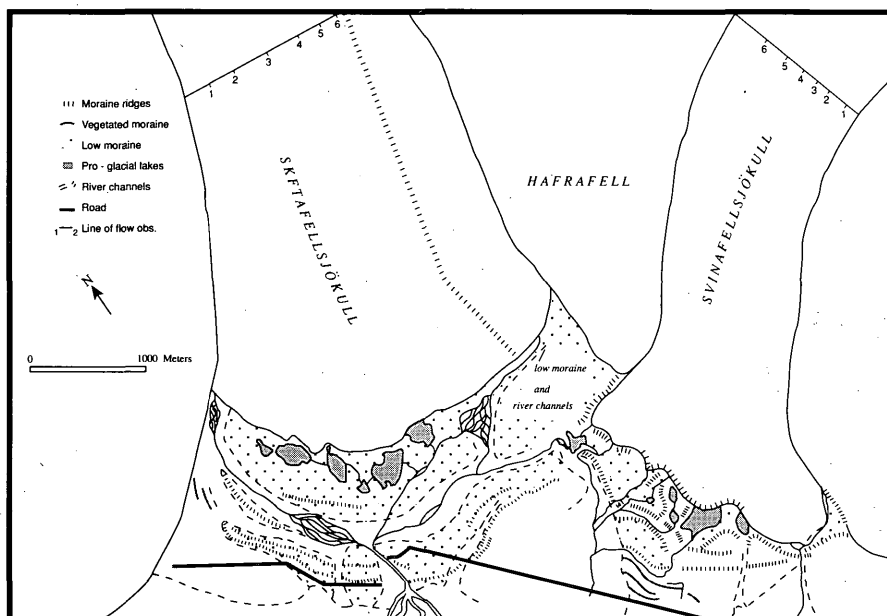 1 2 3 4 5 6
6 5 4 3 2 1
Moraine ridges
Vegetated moraine
Low moraine
Pro - glacial lakes
River channels
Road
1 2 Line of flow obs.
N
0 1000 Meters
SKFTAFELLSJÖKULL
HAFRAFELL
SVINAFELLSJÖKULL
low moraine
and
river channels